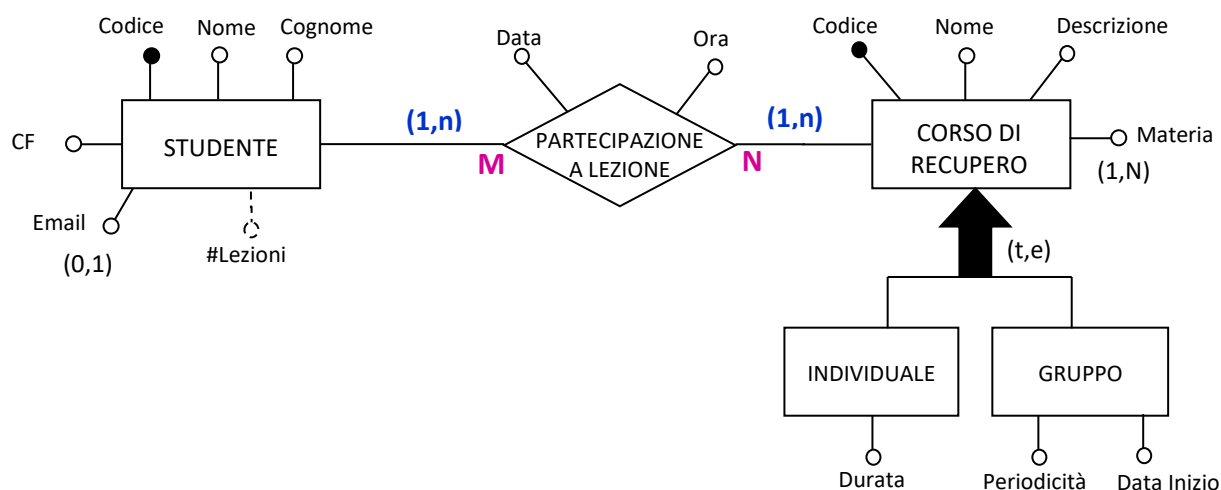 Codice
Nome
Cognome
Data
Ora
Codice
Nome
Descrizione
CF
STUDENTE
(1,n)
M
PARTECIPAZIONE
A LEZIONE
(1,n)
N
CORSO DI
RECUPERO
Materia
(1,N)
Email
(0,1)
#Lezioni
(t,e)
INDIVIDUALE
GRUPPO
Durata
Periodicità
Data Inizio